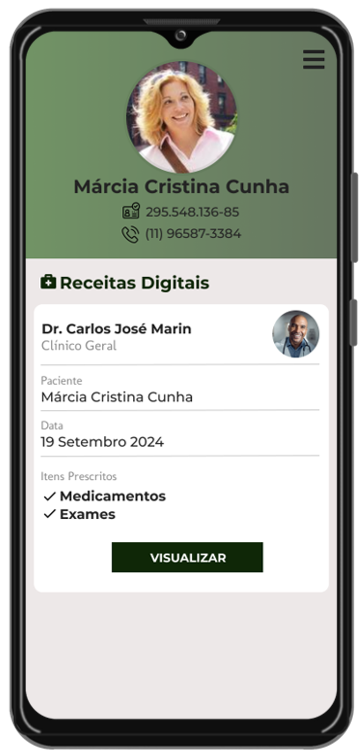 Márcia Cristina Cunha
295.548.136-85
(11) 96587-3384
Receitas Digitais
Dr. Carlos José Marin
Clínico Geral
Paciente
Márcia Cristina Cunha
Data
19 Setembro 2024
Itens Prescritos
Medicamentos
Exames
VISUALIZAR